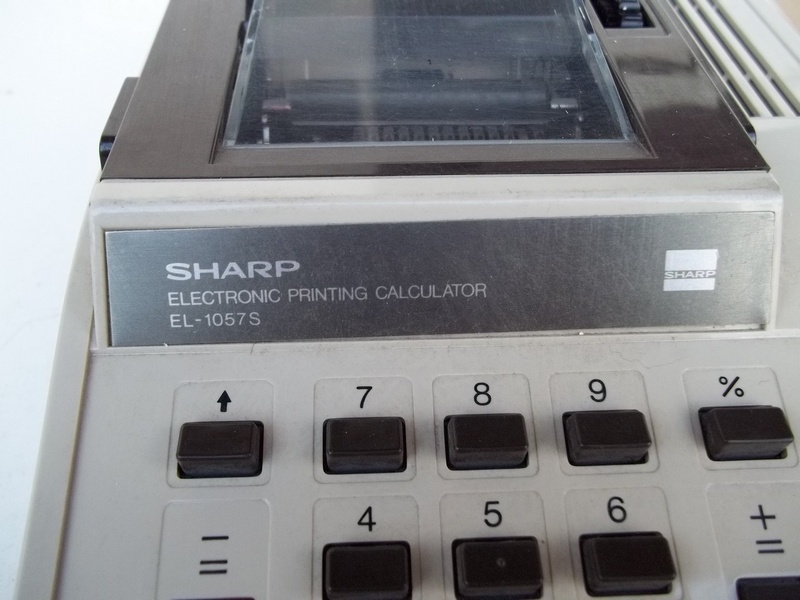 SHARP
SHARP
ELECTRONIC PRINTING CALCULATOR
EL-1057S
↑ 7 8 9 %
− 4 5 6 +
= =